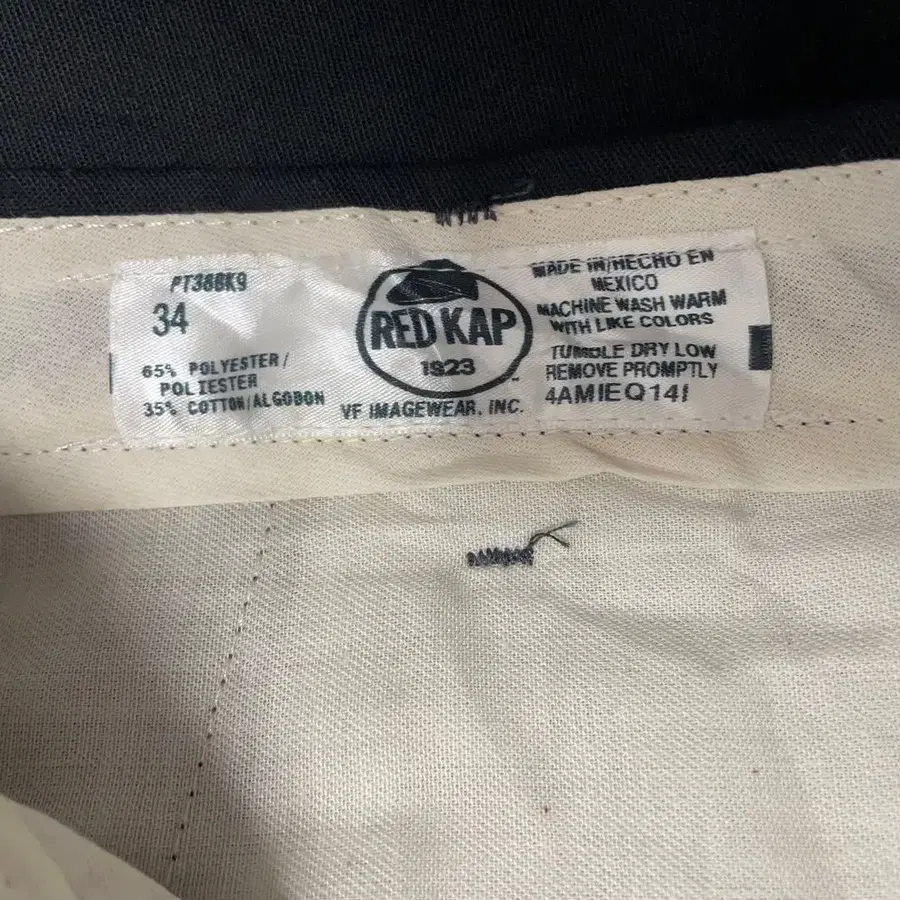 PT38BK9
34
65% POLYESTER/
POLIESTER
35% COTTON/ALGODON
RED KAP
1923
VF IMAGEWEAR, INC.
MADE IN/HECHO EN
MEXICO
MACHINE WASH WARM
WITH LIKE COLORS
TUMBLE DRY LOW
REMOVE PROMPTLY
4AMIEQ14I